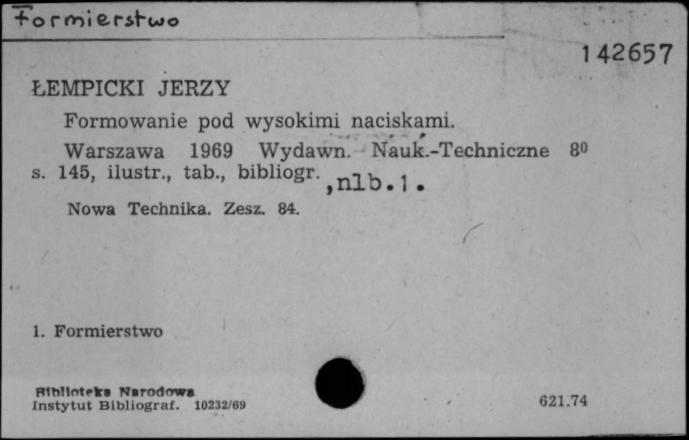 Formierstwo
142657
ŁEMPICKI JERZY
Formowanie pod wysokimi naciskami.
Warszawa 1969 Wydawn. Nauk.-Techniczne 8⁰
s. 145, ilustr., tab., bibliogr. ,nlb.1.
Nowa Technika. Zesz. 84.
1. Formierstwo
Biblioteka Narodowa
Instytut Bibliograf. 10232/69
621.74